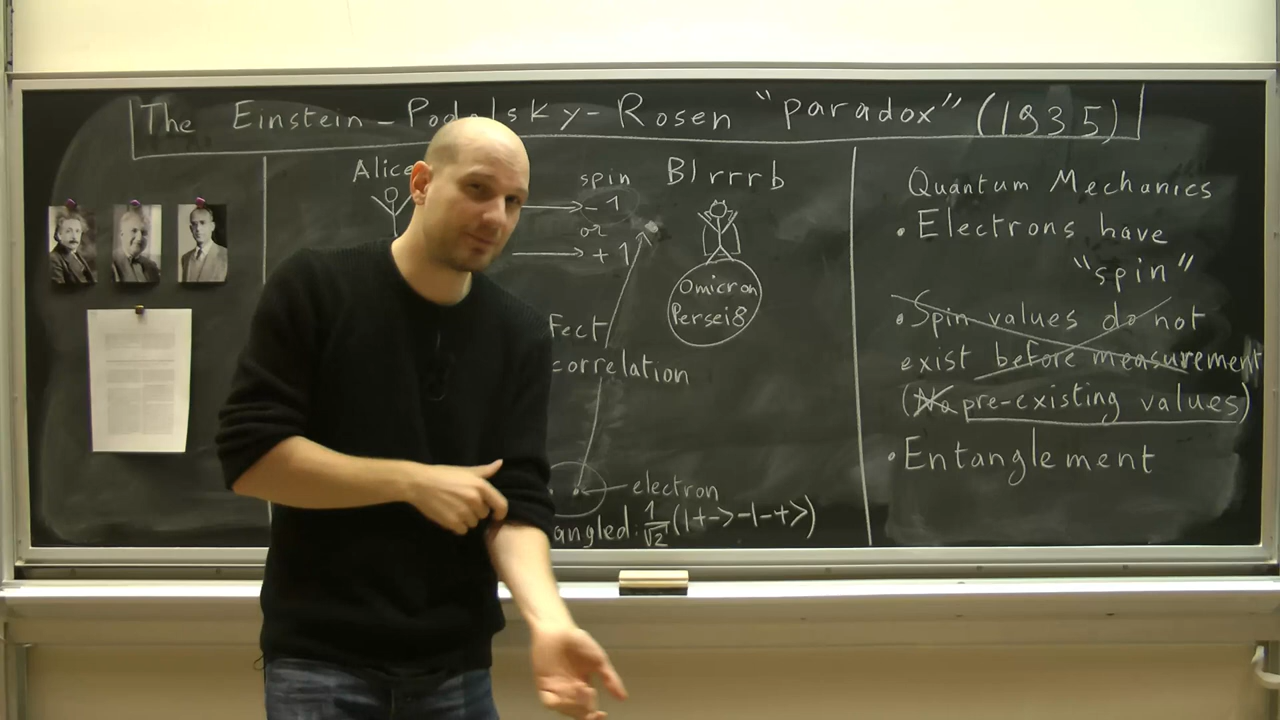 The Einstein - Podolsky - Rosen "paradox" (1935)
Alice
spin
- 1
or
+ 1
Blrrrb
Omicron
Persei8
correlation
electron
angled: 1/√2 (|+-> - |-+>)
Quantum Mechanics
• Electrons have
"spin"
• Spin values do not
exist before measurement
(No pre-existing values)
• Entanglement